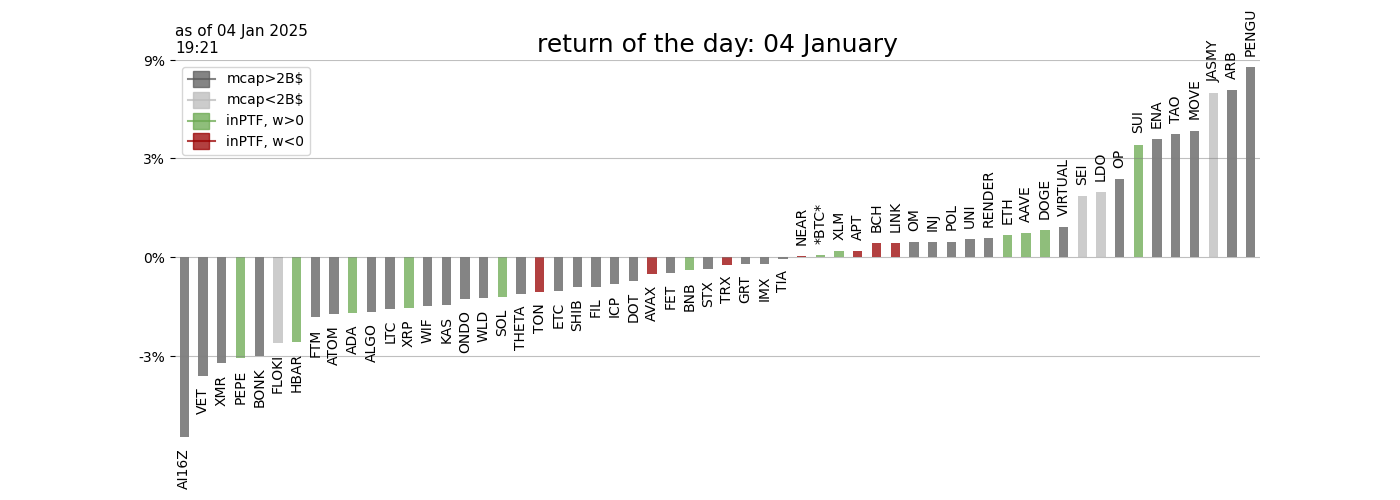 as of 04 Jan 2025
19:21
return of the day: 04 January
9%
3%
0%
-3%
mcap>2B$
mcap<2B$
inPTF, w>0
inPTF, w<0
AI16Z
VET
XMR
PEPE
BONK
FLOKI
HBAR
FTM
ATOM
ADA
ALGO
LTC
XRP
WIF
KAS
ONDO
WLD
SOL
THETA
TON
ETC
SHIB
FIL
ICP
DOT
AVAX
FET
BNB
STX
TRX
GRT
IMX
TIA
NEAR
*BTC*
XLM
APT
BCH
LINK
OM
INJ
POL
UNI
RENDER
ETH
AAVE
DOGE
VIRTUAL
SEI
LDO
OP
SUI
ENA
TAO
MOVE
JASMY
ARB
PENGU